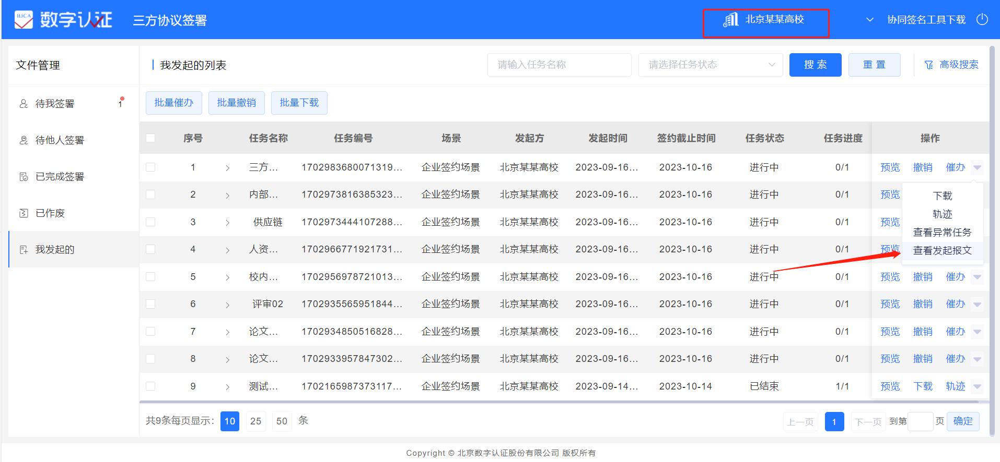 BJCA 数字认证 三方协议签署 北京某某高校 协同签名工具下载
文件管理
待我签署 1
待他人签署
已完成签署
已作废
我发起的
我发起的列表 请输入任务名称 请选择任务状态 搜 索 重 置 高级搜索
批量催办 批量撤销 批量下载
序号 任务名称 任务编号 场景 发起方 发起时间 签约截止时间 任务状态 任务进度 操作
1 三方... 1702983680071319... 企业签约场景 北京某某高校 2023-09-16... 2023-10-16 进行中 0/1 预览 撤销 催办
2 内部... 1702973816385323... 企业签约场景 北京某某高校 2023-09-16... 2023-10-16 进行中 0/1 预览
3 供应链 1702973444107288... 企业签约场景 北京某某高校 2023-09-16... 2023-10-16 进行中 0/1 预览
4 人资... 1702966771921731... 企业签约场景 北京某某高校 2023-09-16... 2023-10-16 进行中 0/1 预览
下载
轨迹
查看异常任务
查看发起报文
5 校内... 1702956978721013... 企业签约场景 北京某某高校 2023-09-16... 2023-10-16 进行中 0/1 预览 撤销 催办
6 评审02 1702935565951844... 企业签约场景 北京某某高校 2023-09-16... 2023-10-16 进行中 0/1 预览 撤销 催办
7 论文... 1702934850516828... 企业签约场景 北京某某高校 2023-09-16... 2023-10-16 进行中 0/1 预览 撤销 催办
8 论文... 1702933957847302... 企业签约场景 北京某某高校 2023-09-16... 2023-10-16 进行中 0/1 预览 撤销 催办
9 测试... 1702165987373117... 企业签约场景 北京某某高校 2023-09-14... 2023-10-14 已结束 1/1 预览 下载 轨迹
共9条每页显示: 10 25 50 条 上一页 1 下一页 到第 页 确定
Copyright © 北京数字认证股份有限公司 版权所有